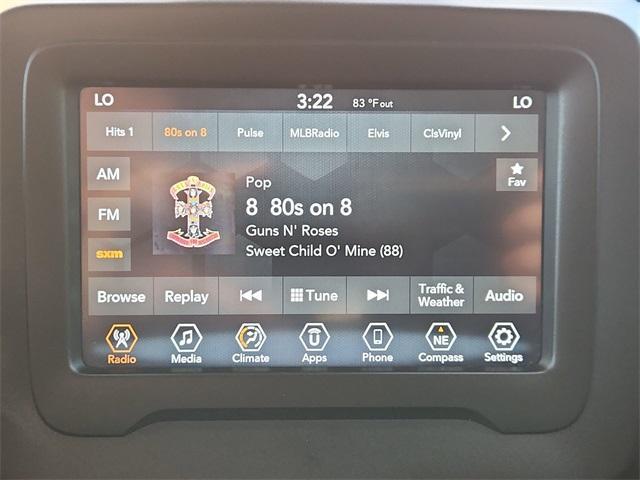 LO 3:22 83 °F out LO
Hits 1 80s on 8 Pulse MLBRadio Elvis ClsVinyl
AM
Fav
Pop
FM
8 80s on 8
Guns N' Roses
sxm
Sweet Child O' Mine (88)
Browse Replay Tune Traffic & Weather Audio
Radio Media Climate Apps Phone NE Compass Settings